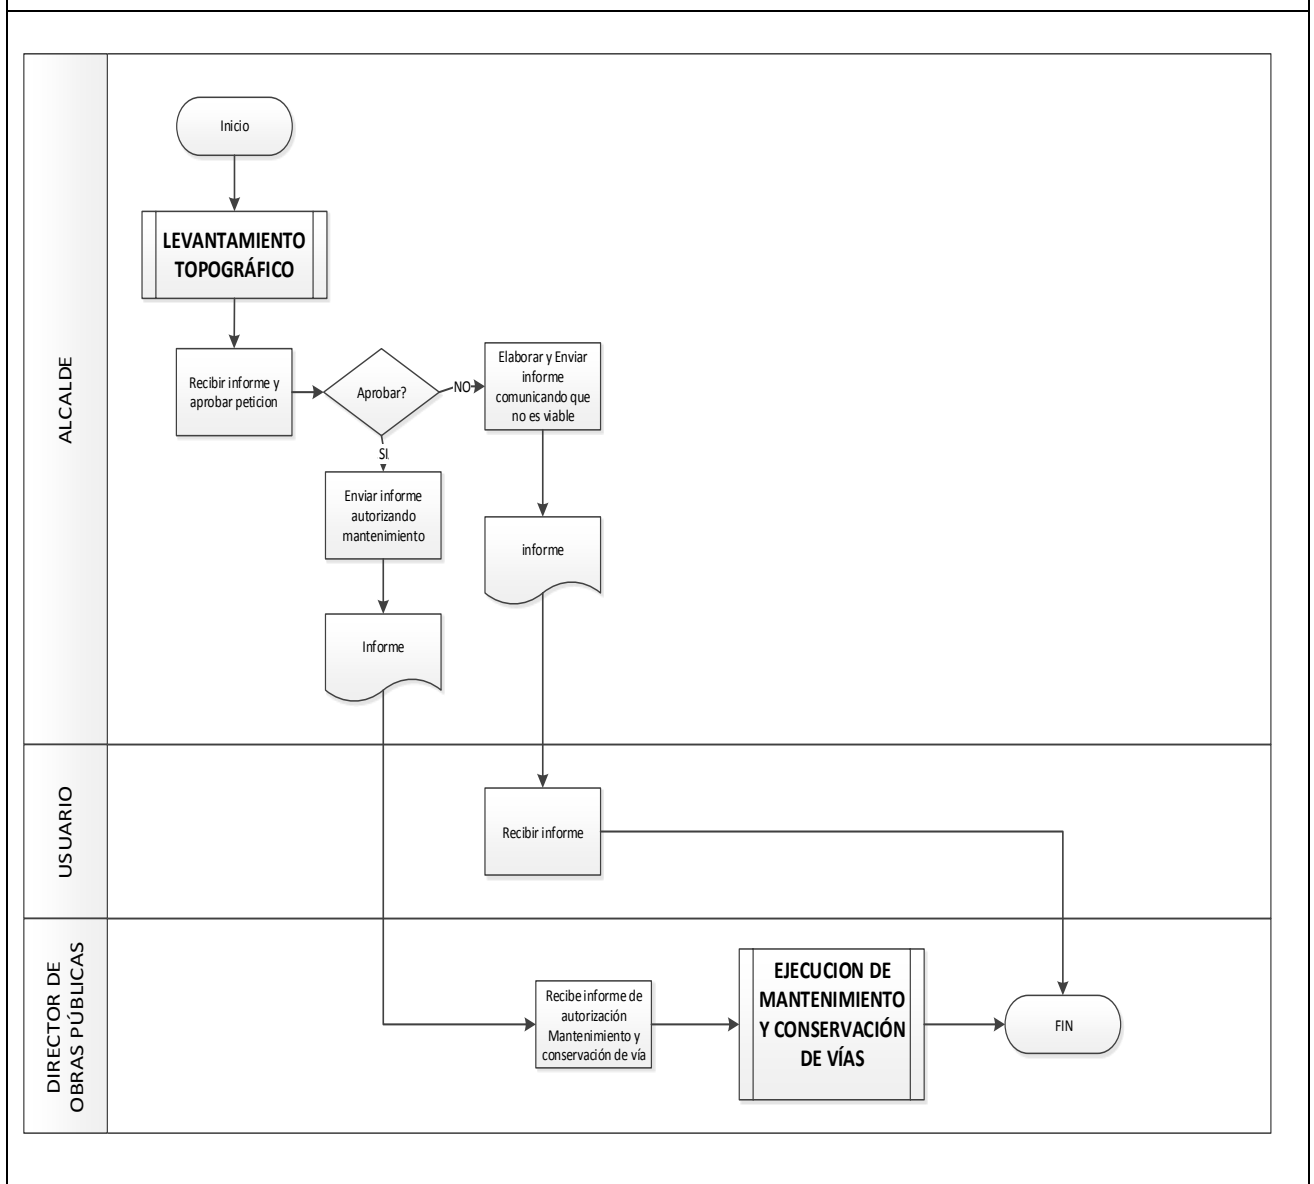 ALCALDE
Inicio
LEVANTAMIENTO
TOPOGRÁFICO
Recibir informe y
aprobar peticion
Aprobar?
NO
Elaborar y Enviar
informe
comunicando que
no es viable
SI
Enviar informe
autorizando
mantenimiento
informe
Informe
USUARIO
Recibir informe
DIRECTOR DE
OBRAS PÚBLICAS
Recibe informe de
autorización
Mantenimiento y
conservación de vía
EJECUCION DE
MANTENIMIENTO
Y CONSERVACIÓN
DE VÍAS
FIN